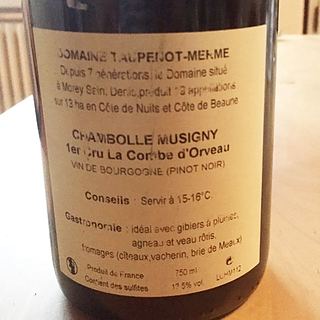 DOMAINE TAUPENOT-MERME
Depuis 7 générations, le Domaine situé
à Morey Saint Denis, produit 19 appellations
sur 13 ha en Côte de Nuits et Côte de Beaune
CHAMBOLLE MUSIGNY
1er Cru La Combe d'Orveau
VIN DE BOURGOGNE (PINOT NOIR)
Conseils : Servir à 15-16°C.
Gastronomie : idéal avec gibiers à plumes,
agneau et veau rôtis,
fromages (cîteaux, vacherin, brie de Meaux)
Produit de France 750 ml
Contient des sulfites % vol.